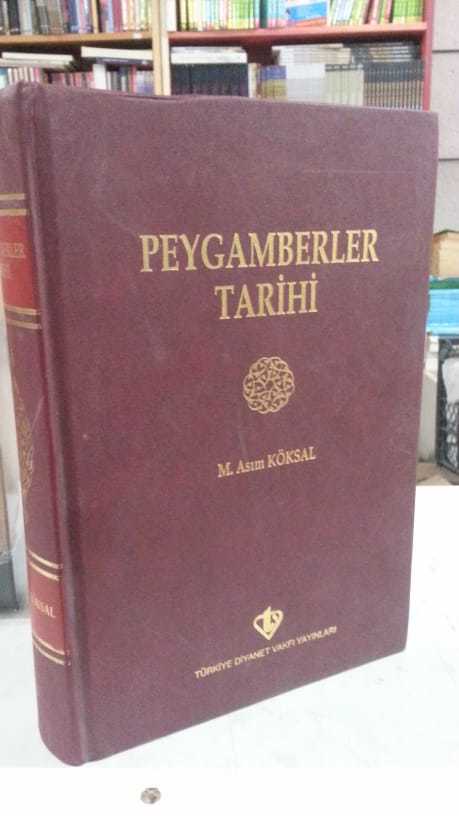 PEYGAMBERLER
TARİHİ
M. Asım KÖKSAL
TÜRKİYE DİYANET VAKFI YAYINLARI